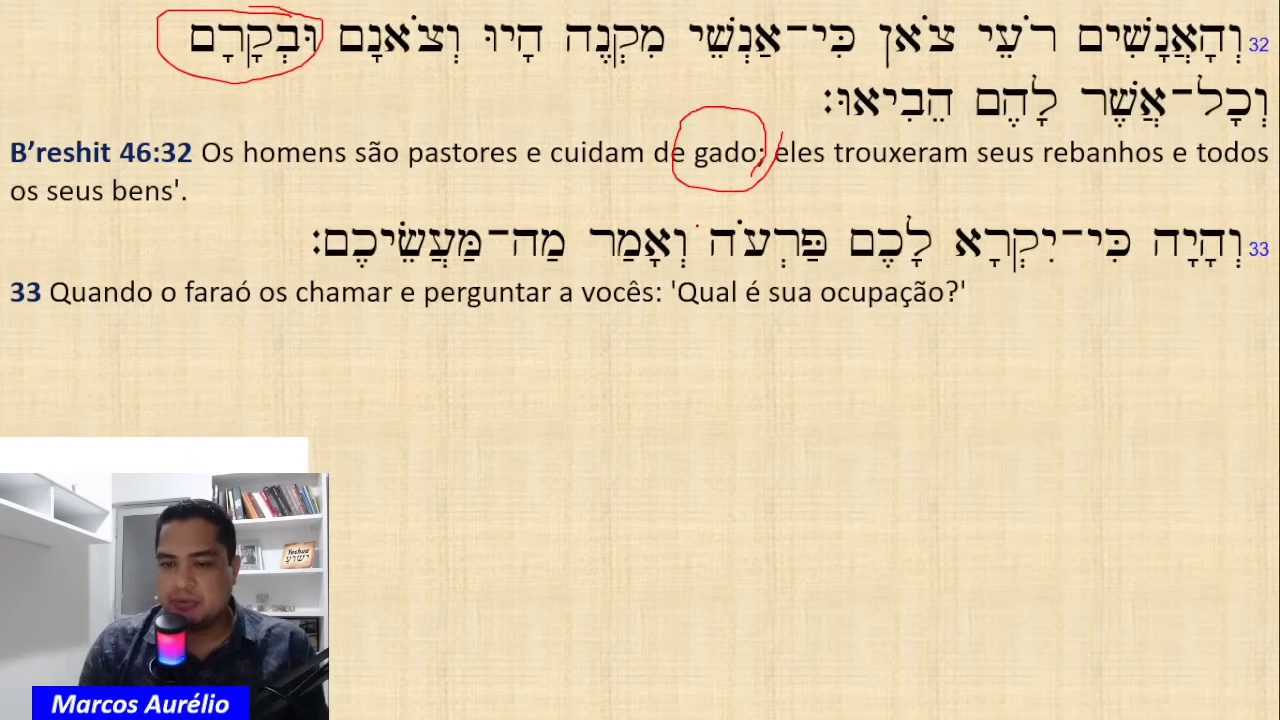 32 וְהָאֲנָשִׁים רֹעֵי צֹאן כִּי־אַנְשֵׁי מִקְנֶה הָיוּ וְצֹאנָם וּבְקָרָם
וְכָל־אֲשֶׁר לָהֶם הֵבִיאוּ׃
B’reshit 46:32 Os homens são pastores e cuidam de gado; eles trouxeram seus rebanhos e todos
os seus bens'.
33 וְהָיָה כִּי־יִקְרָא לָכֶם פַּרְעֹה וְאָמַר מַה־מַּעֲשֵׂיכֶם׃
33 Quando o faraó os chamar e perguntar a vocês: 'Qual é sua ocupação?'
Yeshua
ישוע
Marcos Aurélio